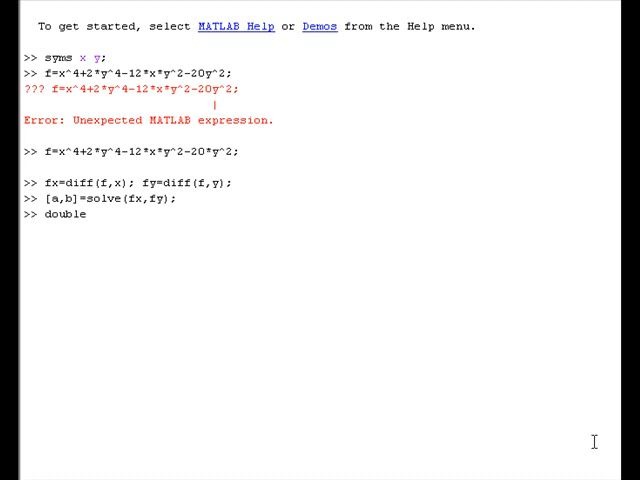 To get started, select MATLAB Help or Demos from the Help menu.
>> syms x y;
>> f=x^4+2*y^4-12*x*y^2-20y^2;
??? f=x^4+2*y^4-12*x*y^2-20y^2;
|
Error: Unexpected MATLAB expression.
>> f=x^4+2*y^4-12*x*y^2-20*y^2;
>> fx=diff(f,x); fy=diff(f,y);
>> [a,b]=solve(fx,fy);
>> double